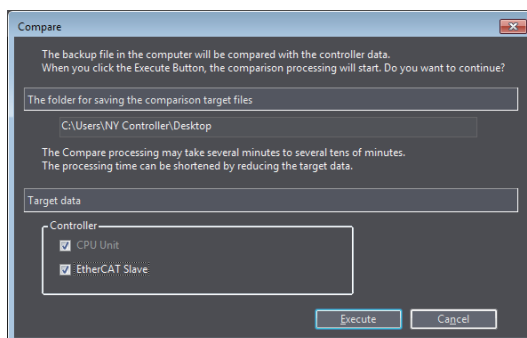 Compare
The backup file in the computer will be compared with the controller data.
When you click the Execute Button, the comparison processing will start. Do you want to continue?
The folder for saving the comparison target files
C:\Users\NY Controller\Desktop
The Compare processing may take several minutes to several tens of minutes.
The processing time can be shortened by reducing the target data.
Target data
Controller
CPU Unit
EtherCAT Slave
Execute
Cancel